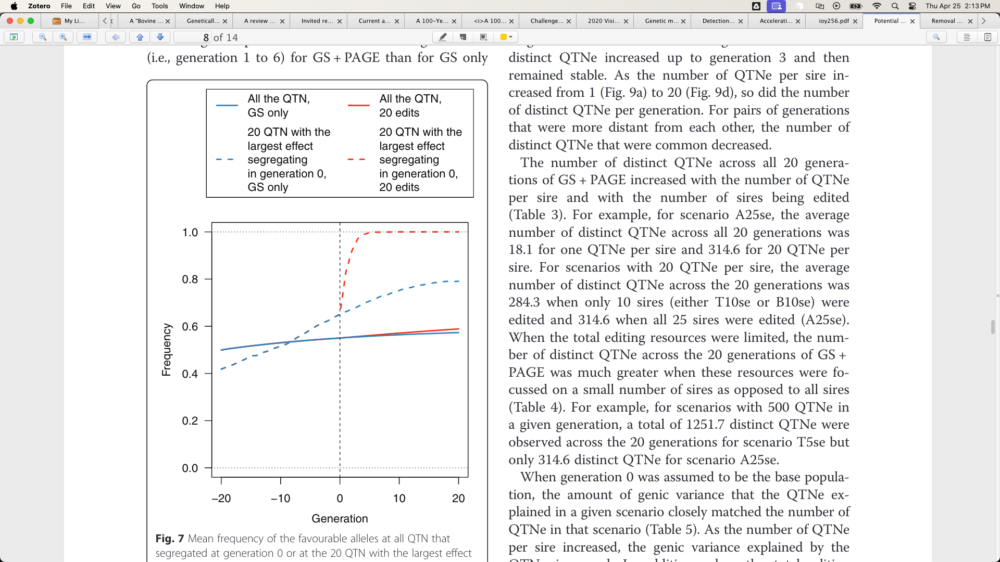 Zotero File Edit View Go Tools Window Help Thu Apr 25 2:13 PM
My Li... A “Bovine ... Geneticall... A review ... Invited re... Current a... A 100-Ye... <i>A 100... Challenge... 2020 Visi... Genetic m... Detection... Accelerati... ioy256.pdf Potential ... Removal ...
8 of 14
(i.e., generation 1 to 6) for GS + PAGE than for GS only
All the QTN,
GS only
20 QTN with the
largest effect
segregating
in generation 0,
GS only
All the QTN,
20 edits
20 QTN with the
largest effect
segregating
in generation 0,
20 edits
1.0
0.8
0.6
0.4
0.2
0.0
Frequency
−20 −10 0 10 20
Generation
Fig. 7 Mean frequency of the favourable alleles at all QTN that
segregated at generation 0 or at the 20 QTN with the largest effect
distinct QTNe increased up to generation 3 and then
remained stable. As the number of QTNe per sire in-
creased from 1 (Fig. 9a) to 20 (Fig. 9d), so did the number
of distinct QTNe per generation. For pairs of generations
that were more distant from each other, the number of
distinct QTNe that were common decreased.
The number of distinct QTNe across all 20 genera-
tions of GS + PAGE increased with the number of QTNe
per sire and with the number of sires being edited
(Table 3). For example, for scenario A25se, the average
number of distinct QTNe across all 20 generations was
18.1 for one QTNe per sire and 314.6 for 20 QTNe per
sire. For scenarios with 20 QTNe per sire, the average
number of distinct QTNe across the 20 generations was
284.3 when only 10 sires (either T10se or B10se) were
edited and 314.6 when all 25 sires were edited (A25se).
When the total editing resources were limited, the num-
ber of distinct QTNe across the 20 generations of GS +
PAGE was much greater when these resources were fo-
cussed on a small number of sires as opposed to all sires
(Table 4). For example, for scenarios with 500 QTNe in
a given generation, a total of 1251.7 distinct QTNe were
observed across the 20 generations for scenario T5se but
only 314.6 distinct QTNe for scenario A25se.
When generation 0 was assumed to be the base popula-
tion, the amount of genic variance that the QTNe ex-
plained in a given scenario closely matched the number of
QTNe in that scenario (Table 5). As the number of QTNe
per sire increased, the genic variance explained by the